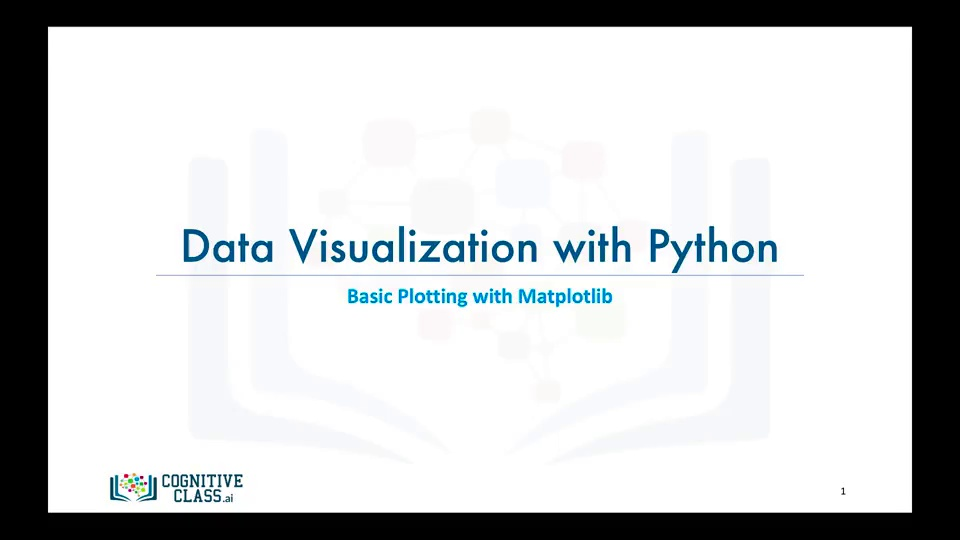 Data Visualization with Python
Basic Plotting with Matplotlib
COGNITIVE
CLASS.ai
1